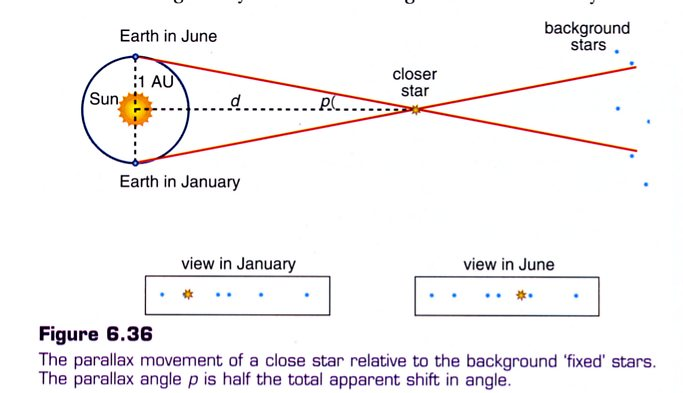 Earth in June
background
stars
1 AU
closer
star
Sun
d
p(
Earth in January
view in January
view in June
Figure 6.36
The parallax movement of a close star relative to the background 'fixed' stars.
The parallax angle p is half the total apparent shift in angle.